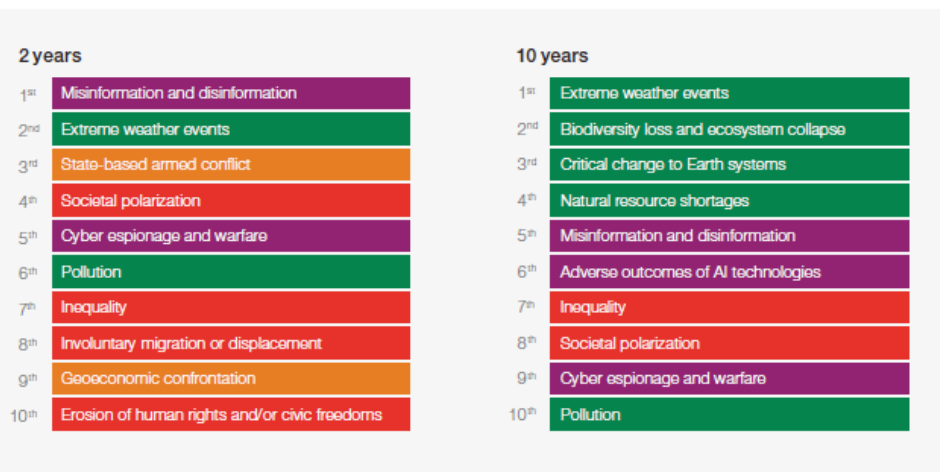 2 years
1st Misinformation and disinformation
2nd Extreme weather events
3rd State-based armed conflict
4th Societal polarization
5th Cyber espionage and warfare
6th Pollution
7th Inequality
8th Involuntary migration or displacement
9th Geoeconomic confrontation
10th Erosion of human rights and/or civic freedoms
10 years
1st Extreme weather events
2nd Biodiversity loss and ecosystem collapse
3rd Critical change to Earth systems
4th Natural resource shortages
5th Misinformation and disinformation
6th Adverse outcomes of AI technologies
7th Inequality
8th Societal polarization
9th Cyber espionage and warfare
10th Pollution